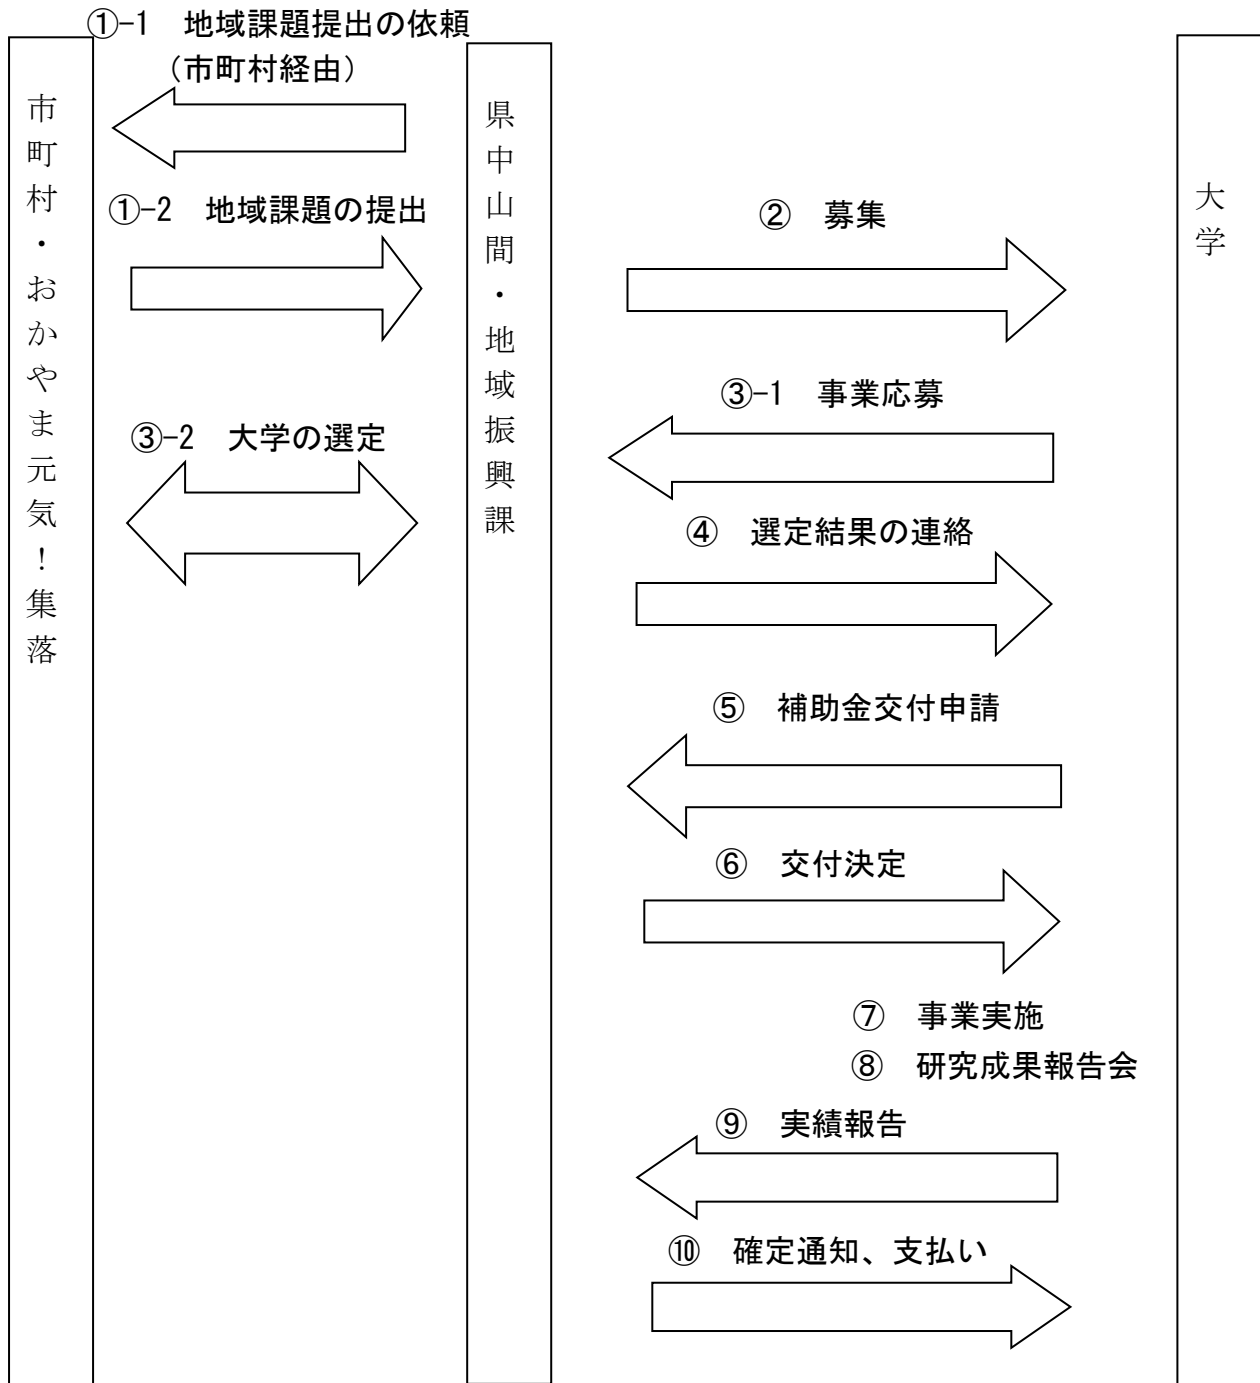 ①-1　地域課題提出の依頼
（市町村経由）
市町村・おかやま元気！集落
県中山間・地域振興課
大学
①-2　地域課題の提出
②　募集
③-1　事業応募
③-2　大学の選定
④　選定結果の連絡
⑤　補助金交付申請
⑥　交付決定
⑦　事業実施
⑧　研究成果報告会
⑨　実績報告
⑩　確定通知、支払い